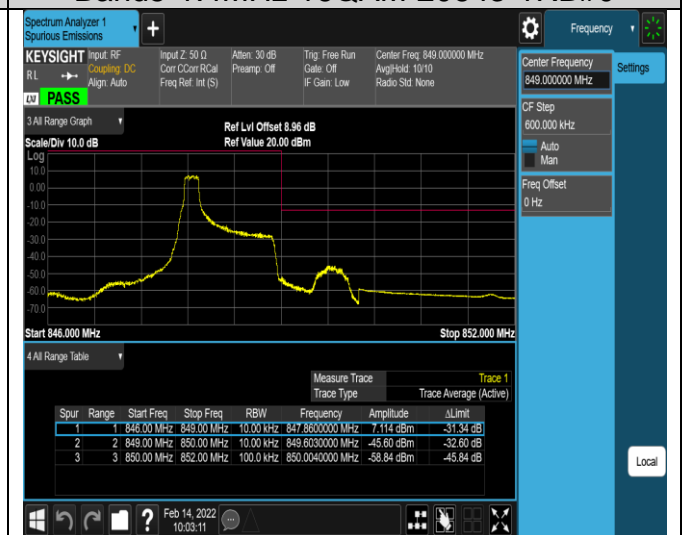 Spectrum Analyzer 1
Spurious Emissions
+
Frequency
KEYSIGHT Input: RF
R L
Coupling: DC
Align: Auto
Input Z: 50 Ω
Corr CCorr RCal
Freq Ref: Int (S)
Atten: 30 dB
Preamp: Off
Trig: Free Run
Gate: Off
IF Gain: Low
Center Freq: 849.000000 MHz
Avg|Hold: 10/10
Radio Std: None
LXI PASS
Center Frequency
849.000000 MHz
Settings
CF Step
600.000 kHz
Auto
Man
Freq Offset
0 Hz
3 All Range Graph
Scale/Div 10.0 dB
Ref Lvl Offset 8.96 dB
Ref Value 20.00 dBm
Log
10.0
0.00
-10.0
-20.0
-30.0
-40.0
-50.0
-60.0
-70.0
Start 846.000 MHz Stop 852.000 MHz
4 All Range Table
Measure Trace Trace 1
Trace Type Trace Average (Active)
Spur Range Start Freq Stop Freq RBW Frequency Amplitude ΔLimit
1 1 846.00 MHz 849.00 MHz 10.00 kHz 847.8600000 MHz 7.114 dBm -31.34 dB
2 2 849.00 MHz 850.00 MHz 10.00 kHz 849.6030000 MHz -45.60 dBm -32.60 dB
3 3 850.00 MHz 852.00 MHz 100.0 kHz 850.0040000 MHz -58.84 dBm -45.84 dB
Local
?
Feb 14, 2022
10:03:11